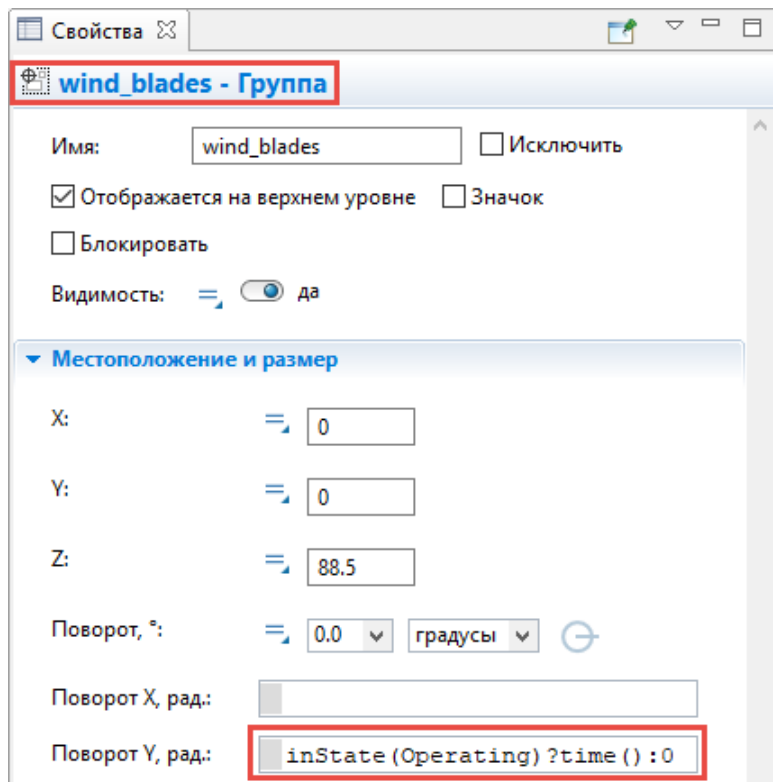 Свойства
wind_blades - Группа
Имя: wind_blades Исключить
Отображается на верхнем уровне Значок
Блокировать
Видимость: да
Местоположение и размер
X: 0
Y: 0
Z: 88.5
Поворот, °: 0.0 градусы
Поворот X, рад.:
Поворот Y, рад.: inState(Operating)?time():0